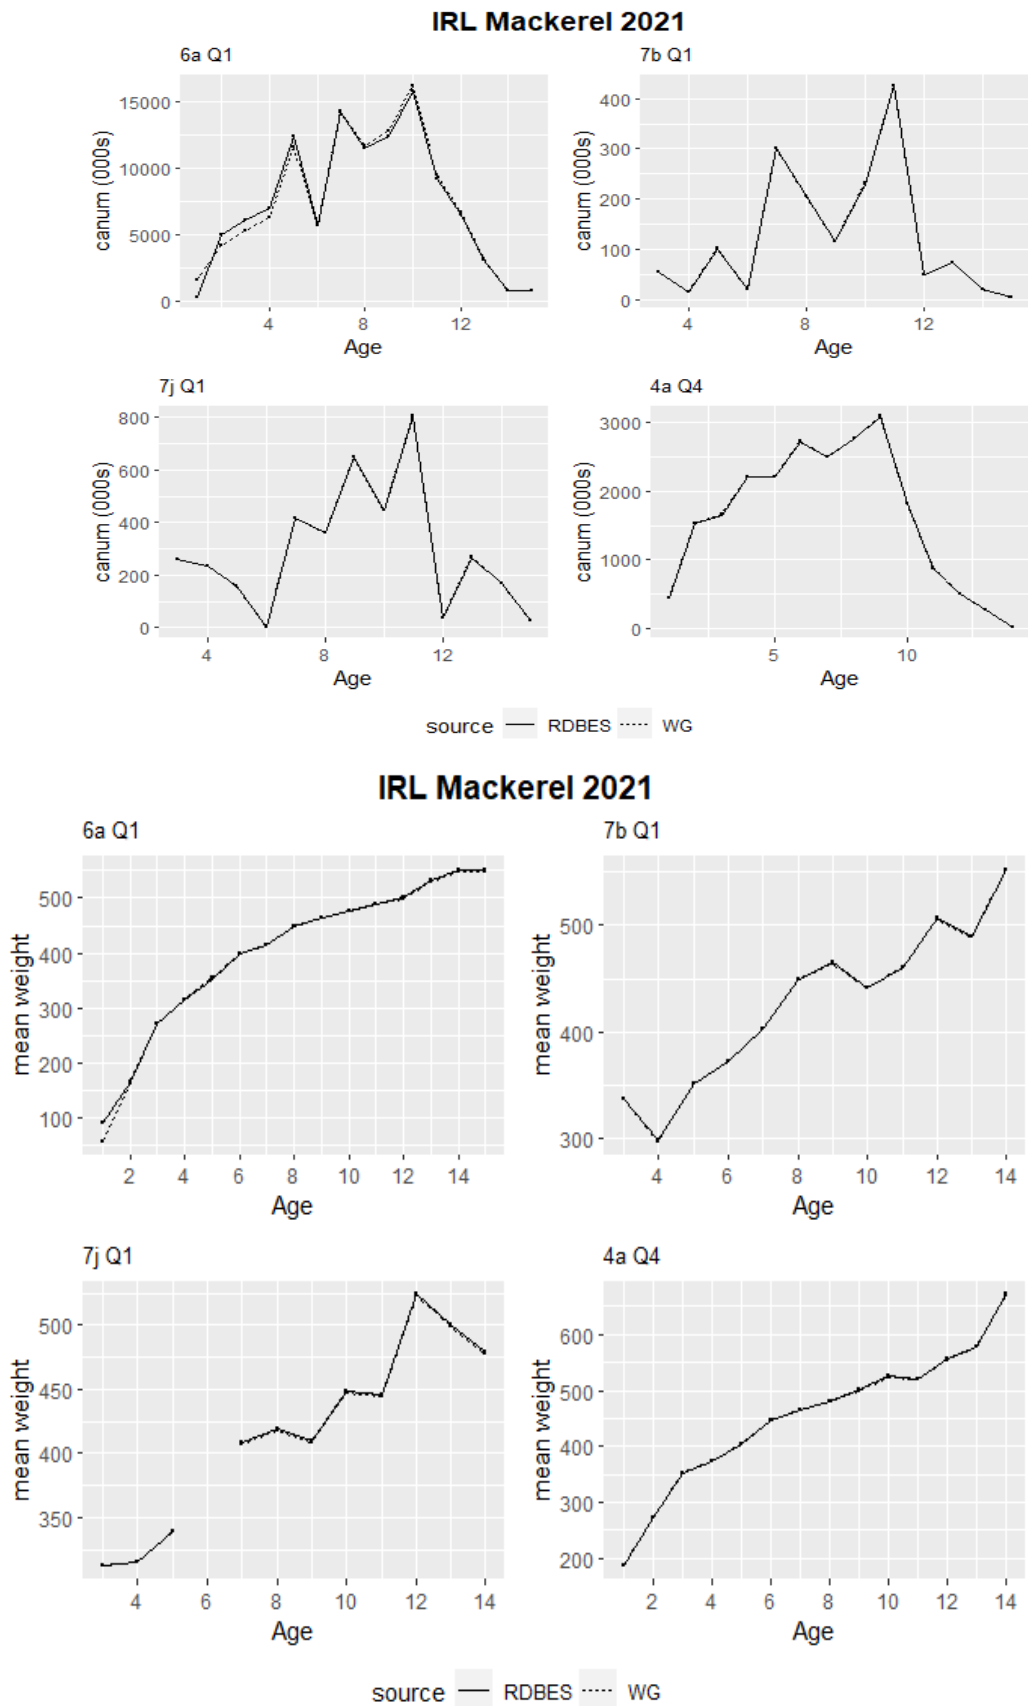 IRL Mackerel 2021
6a Q1
7b Q1
canum (000s)
15000
10000
5000
0
4
8
12
Age
canum (000s)
400
300
200
100
0
4
8
12
Age
7j Q1
4a Q4
canum (000s)
800
600
400
200
0
4
8
12
Age
canum (000s)
3000
2000
1000
0
5
10
Age
source RDBES WG
IRL Mackerel 2021
6a Q1
7b Q1
mean weight
500
400
300
200
100
2 4 6 8 10 12 14
Age
mean weight
500
400
300
4 6 8 10 12 14
Age
7j Q1
4a Q4
mean weight
500
450
400
350
4 6 8 10 12 14
Age
mean weight
600
500
400
300
200
2 4 6 8 10 12 14
Age
source RDBES WG